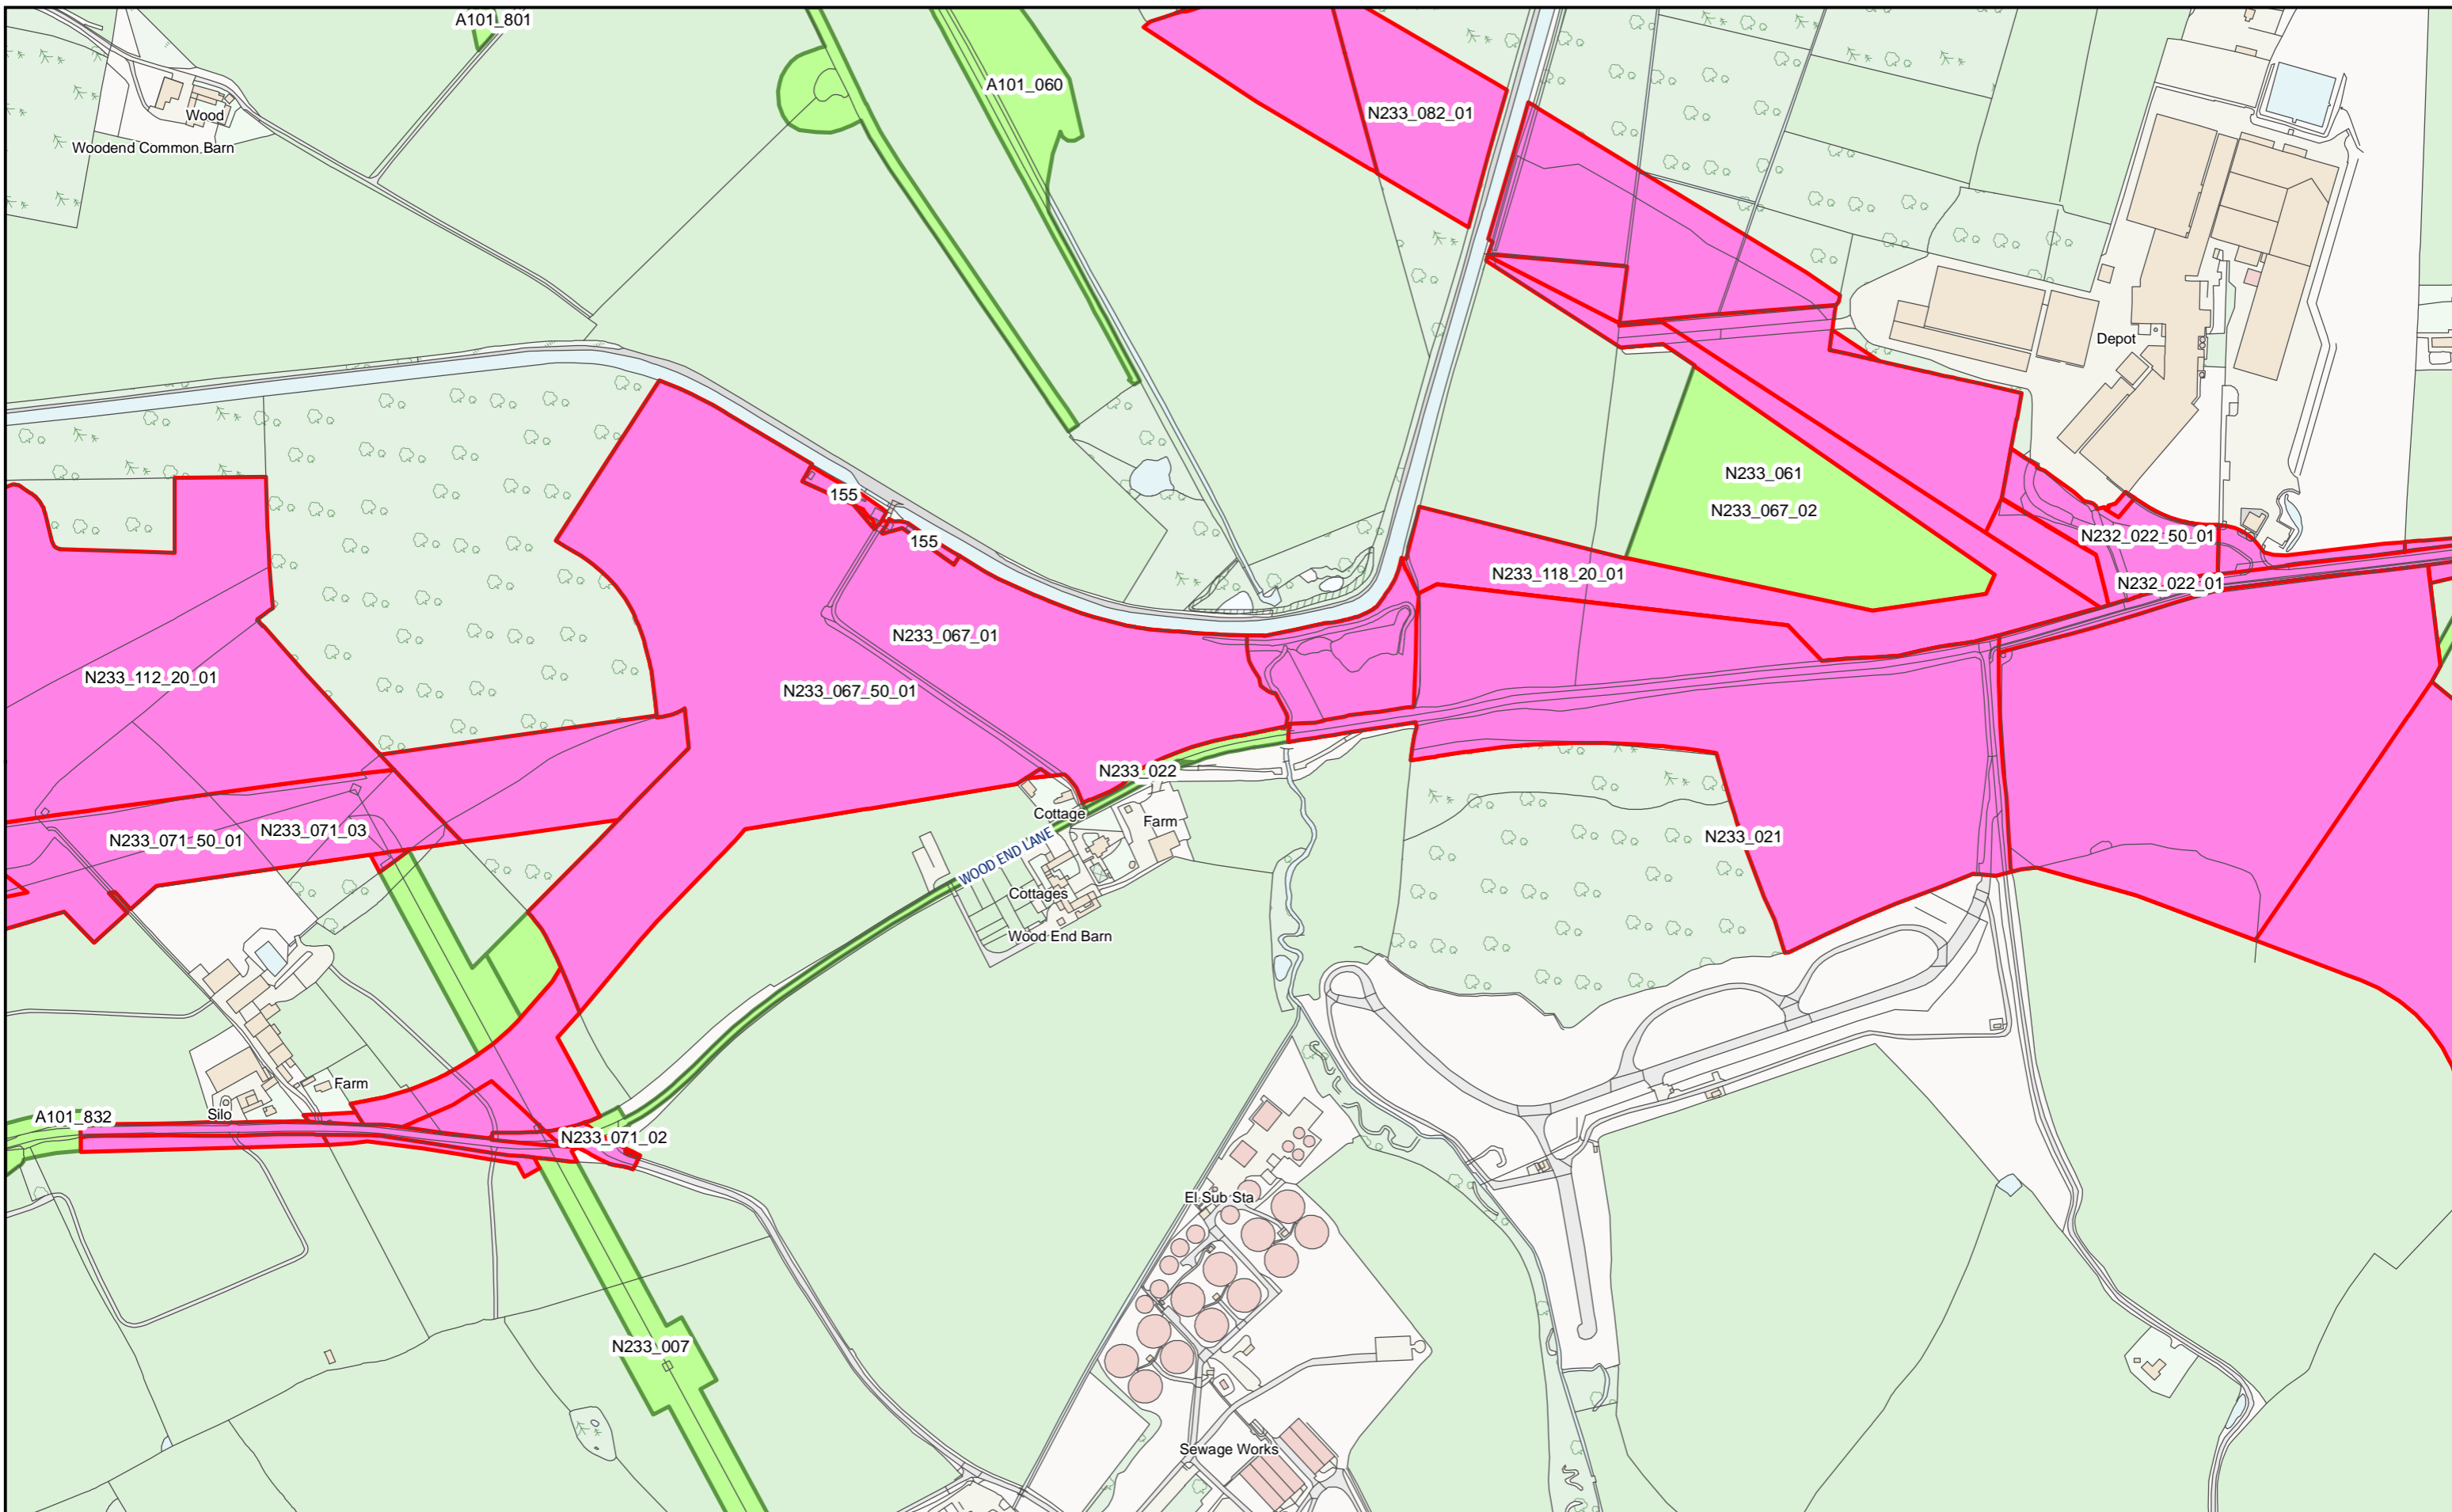 A101_801
A101_060
Wood
N233_082_01
Woodend Common Barn
Depot
N233_061
155
N233_067_02
155
N232_022_50_01
N233_118_20_01
N232_022_01
N233_067_01
N233_112_20_01
N233_067_50_01
N233_022
Cottage
Farm
N233_071_03
N233_071_50_01
N233_021
WOOD END LANE
Cottages
Wood End Barn
Farm
Silo
A101_832
N233_071_02
El Sub Sta
N233_007
Sewage Works